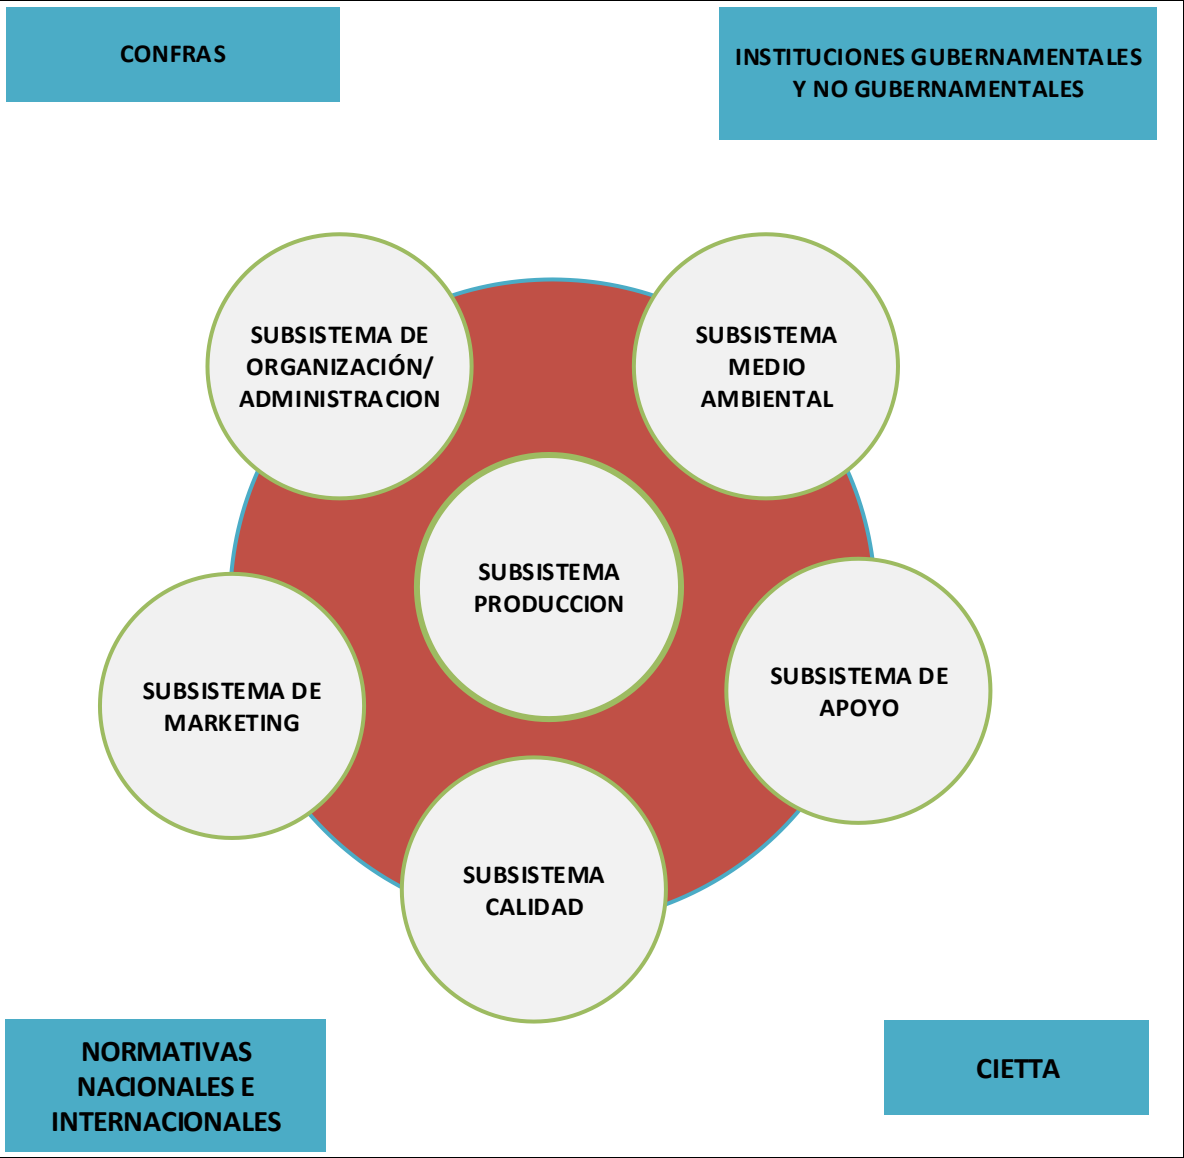 CONFRAS
INSTITUCIONES GUBERNAMENTALES
Y NO GUBERNAMENTALES
SUBSISTEMA DE
ORGANIZACIÓN/
ADMINISTRACION
SUBSISTEMA
MEDIO
AMBIENTAL
SUBSISTEMA
PRODUCCION
SUBSISTEMA DE
MARKETING
SUBSISTEMA DE
APOYO
SUBSISTEMA
CALIDAD
NORMATIVAS
NACIONALES E
INTERNACIONALES
CIETTA